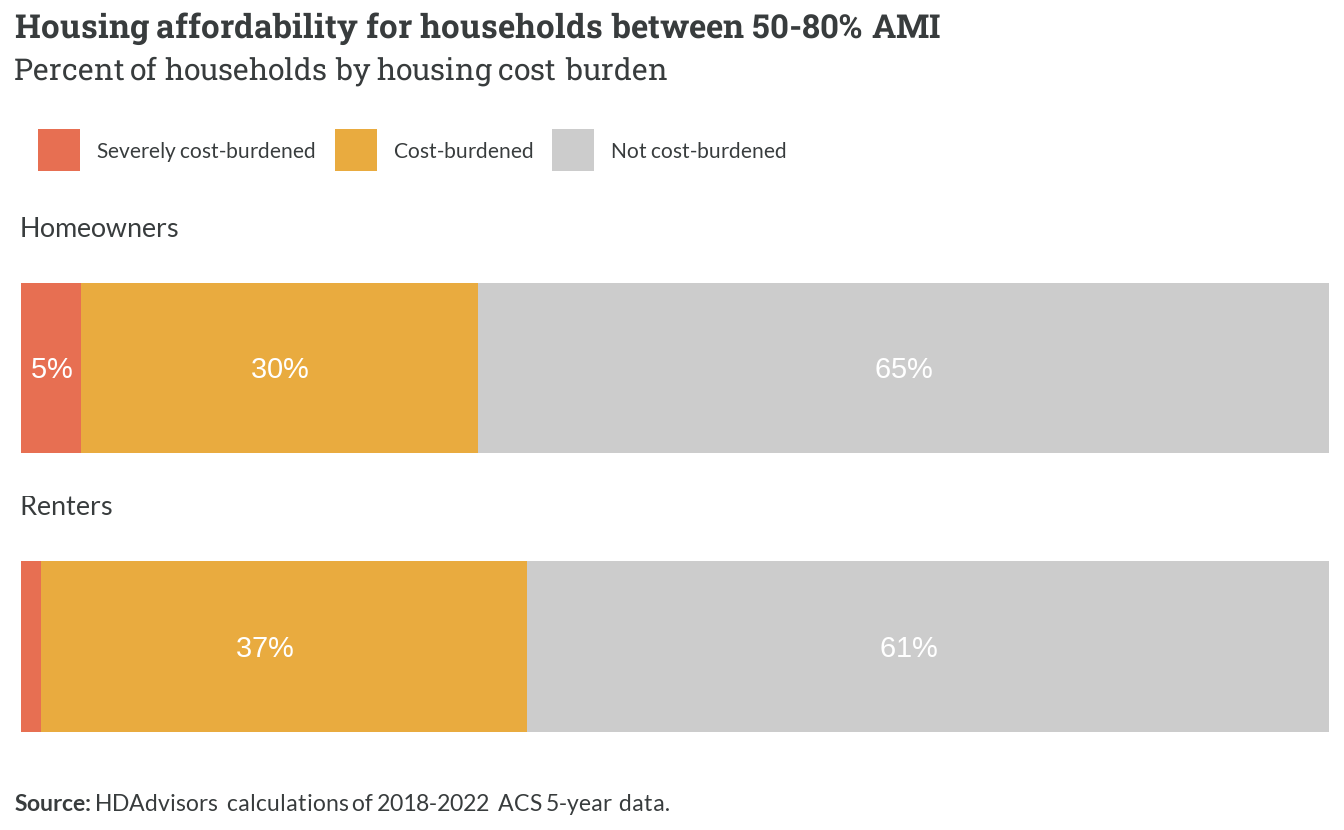 Housing affordability for households between 50-80% AMI
Percent of households by housing cost burden
Severely cost-burdened Cost-burdened Not cost-burdened
Homeowners
5% 30% 65%
Renters
37% 61%
Source: HDAdvisors calculations of 2018-2022 ACS 5-year data.